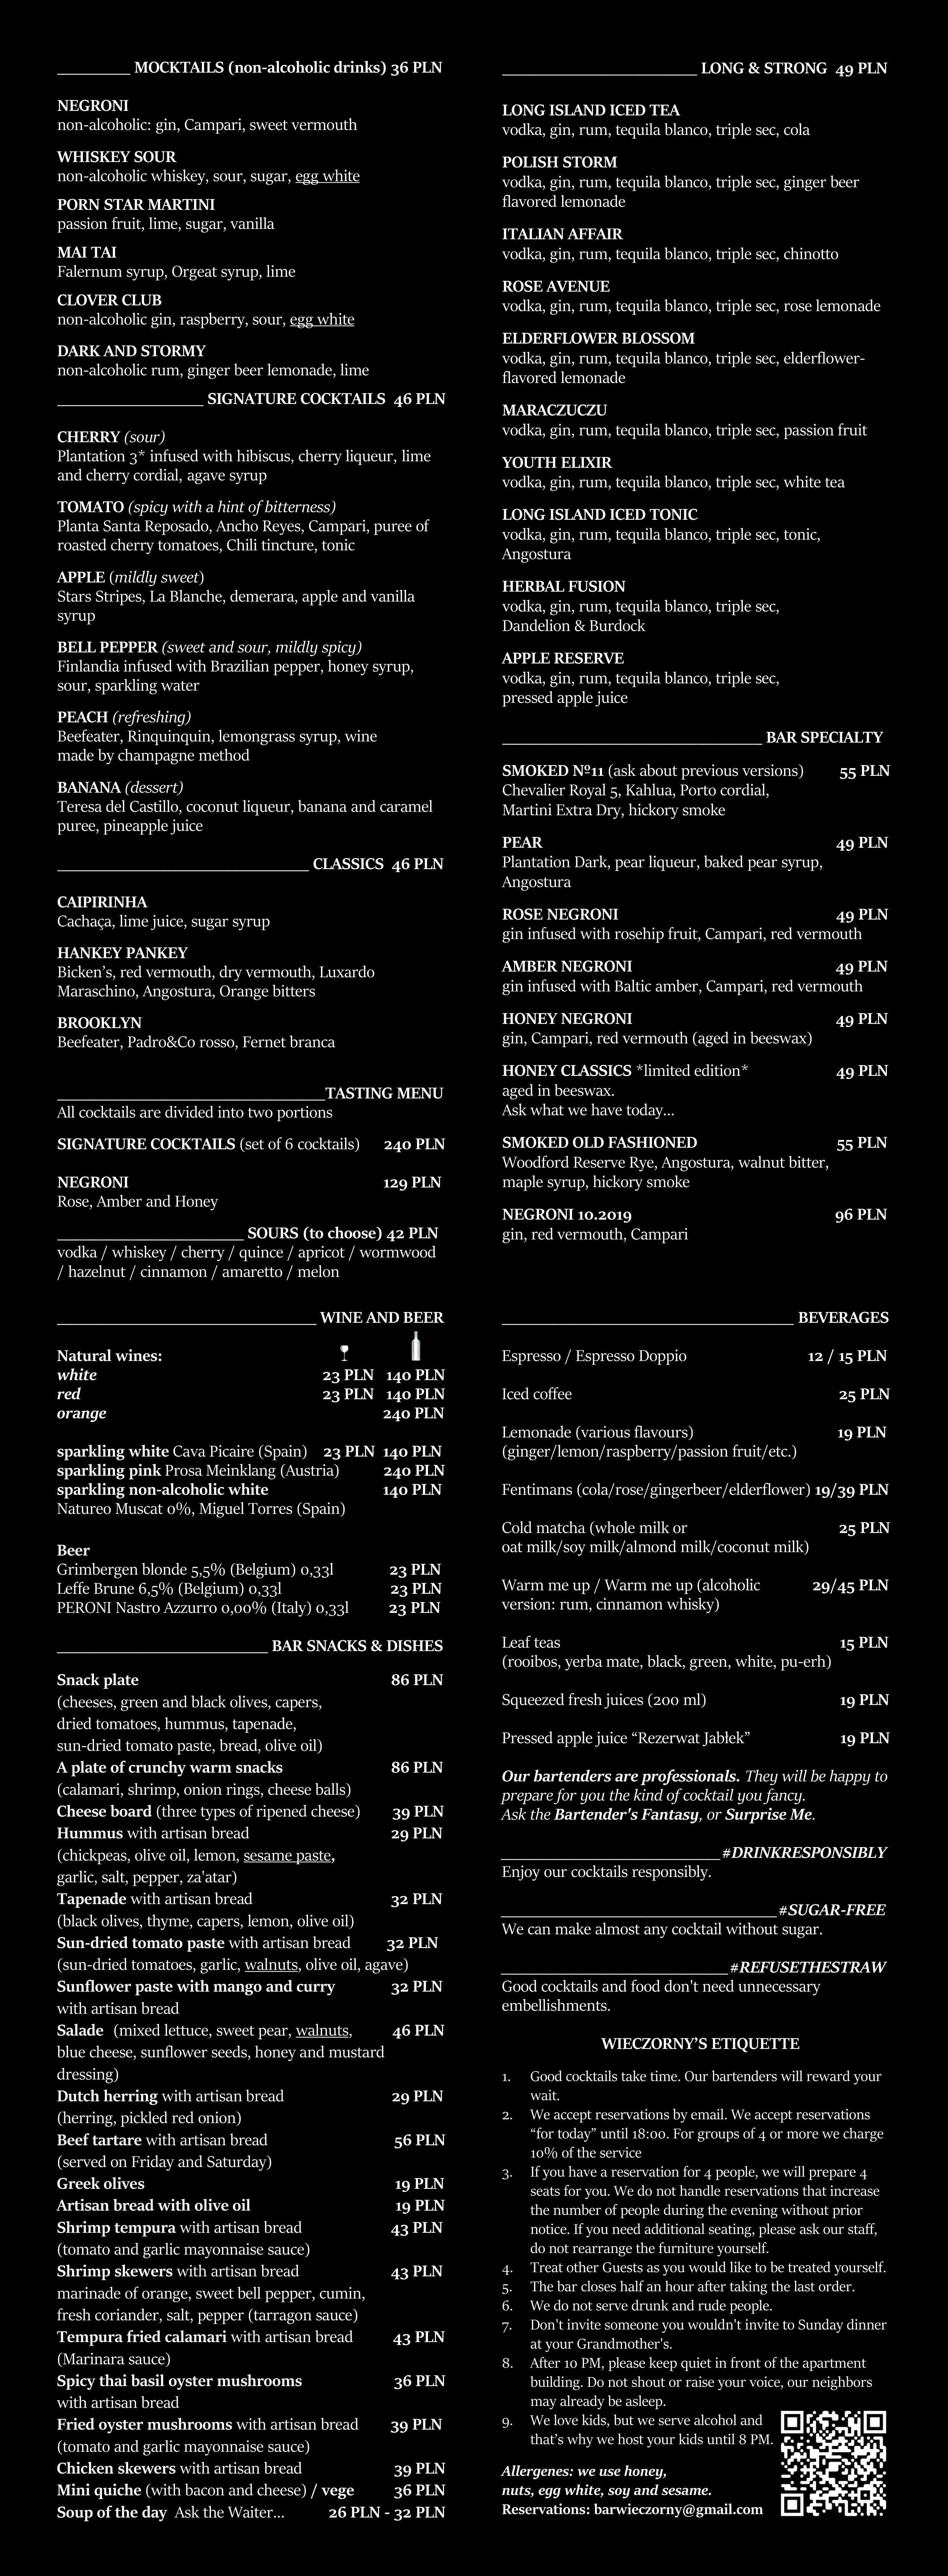 MOCKTAILS (non-alcoholic drinks) 36 PLN
NEGRONI
non-alcoholic: gin, Campari, sweet vermouth
WHISKEY SOUR
non-alcoholic whiskey, sour, sugar, egg white
PORN STAR MARTINI
passion fruit, lime, sugar, vanilla
MAI TAI
Falernum syrup, Orgeat syrup, lime
CLOVER CLUB
non-alcoholic gin, raspberry, sour, egg white
DARK AND STORMY
non-alcoholic rum, ginger beer lemonade, lime
SIGNATURE COCKTAILS 46 PLN
CHERRY (sour)
Plantation 3* infused with hibiscus, cherry liqueur, lime
and cherry cordial, agave syrup
TOMATO (spicy with a hint of bitterness)
Planta Santa Reposado, Ancho Reyes, Campari, puree of
roasted cherry tomatoes, Chili tincture, tonic
APPLE (mildly sweet)
Stars Stripes, La Blanche, demerara, apple and vanilla
syrup
BELL PEPPER (sweet and sour, mildly spicy)
Finlandia infused with Brazilian pepper, honey syrup,
sour, sparkling water
PEACH (refreshing)
Beefeater, Rinquinquin, lemongrass syrup, wine
made by champagne method
BANANA (dessert)
Teresa del Castillo, coconut liqueur, banana and caramel
puree, pineapple juice
CLASSICS 46 PLN
CAIPIRINHA
Cachaça, lime juice, sugar syrup
HANKEY PANKEY
Bicken's, red vermouth, dry vermouth, Luxardo
Maraschino, Angostura, Orange bitters
BROOKLYN
Beefeater, Padro&Co rosso, Fernet branca
TASTING MENU
All cocktails are divided into two portions
SIGNATURE COCKTAILS (set of 6 cocktails) 240 PLN
NEGRONI 129 PLN
Rose, Amber and Honey
SOURS (to choose) 42 PLN
vodka / whiskey / cherry / quince / apricot / wormwood
/ hazelnut / cinnamon / amaretto / melon
WINE AND BEER
Natural wines:
white 23 PLN 140 PLN
red 23 PLN 140 PLN
orange 240 PLN
sparkling white Cava Picaire (Spain) 23 PLN 140 PLN
sparkling pink Prosa Meinklang (Austria) 240 PLN
sparkling non-alcoholic white 140 PLN
Natureo Muscat 0%, Miguel Torres (Spain)
Beer
Grimbergen blonde 5,5% (Belgium) 0,33l 23 PLN
Leffe Brune 6,5% (Belgium) 0,33l 23 PLN
PERONI Nastro Azzurro 0,00% (Italy) 0,33l 23 PLN
BAR SNACKS & DISHES
Snack plate 86 PLN
(cheeses, green and black olives, capers,
dried tomatoes, hummus, tapenade,
sun-dried tomato paste, bread, olive oil)
A plate of crunchy warm snacks 86 PLN
(calamari, shrimp, onion rings, cheese balls)
Cheese board (three types of ripened cheese) 39 PLN
Hummus with artisan bread 29 PLN
(chickpeas, olive oil, lemon, sesame paste,
garlic, salt, pepper, za'atar)
Tapenade with artisan bread 32 PLN
(black olives, thyme, capers, lemon, olive oil)
Sun-dried tomato paste with artisan bread 32 PLN
(sun-dried tomatoes, garlic, walnuts, olive oil, agave)
Sunflower paste with mango and curry 32 PLN
with artisan bread
Salade (mixed lettuce, sweet pear, walnuts, 46 PLN
blue cheese, sunflower seeds, honey and mustard
dressing)
Dutch herring with artisan bread 29 PLN
(herring, pickled red onion)
Beef tartare with artisan bread 56 PLN
(served on Friday and Saturday)
Greek olives 19 PLN
Artisan bread with olive oil 19 PLN
Shrimp tempura with artisan bread 43 PLN
(tomato and garlic mayonnaise sauce)
Shrimp skewers with artisan bread 43 PLN
marinade of orange, sweet bell pepper, cumin,
fresh coriander, salt, pepper (tarragon sauce)
Tempura fried calamari with artisan bread 43 PLN
(Marinara sauce)
Spicy thai basil oyster mushrooms 36 PLN
with artisan bread
Fried oyster mushrooms with artisan bread 39 PLN
(tomato and garlic mayonnaise sauce)
Chicken skewers with artisan bread 39 PLN
Mini quiche (with bacon and cheese) / vege 36 PLN
Soup of the day Ask the Waiter... 26 PLN - 32 PLN
LONG & STRONG 49 PLN
LONG ISLAND ICED TEA
vodka, gin, rum, tequila blanco, triple sec, cola
POLISH STORM
vodka, gin, rum, tequila blanco, triple sec, ginger beer
flavored lemonade
ITALIAN AFFAIR
vodka, gin, rum, tequila blanco, triple sec, chinotto
ROSE AVENUE
vodka, gin, rum, tequila blanco, triple sec, rose lemonade
ELDERFLOWER BLOSSOM
vodka, gin, rum, tequila blanco, triple sec, elderflower-
flavored lemonade
MARACZUCZU
vodka, gin, rum, tequila blanco, triple sec, passion fruit
YOUTH ELIXIR
vodka, gin, rum, tequila blanco, triple sec, white tea
LONG ISLAND ICED TONIC
vodka, gin, rum, tequila blanco, triple sec, tonic,
Angostura
HERBAL FUSION
vodka, gin, rum, tequila blanco, triple sec,
Dandelion & Burdock
APPLE RESERVE
vodka, gin, rum, tequila blanco, triple sec,
pressed apple juice
BAR SPECIALTY
SMOKED Nº11 (ask about previous versions) 55 PLN
Chevalier Royal 5, Kahlua, Porto cordial,
Martini Extra Dry, hickory smoke
PEAR 49 PLN
Plantation Dark, pear liqueur, baked pear syrup,
Angostura
ROSE NEGRONI 49 PLN
gin infused with rosehip fruit, Campari, red vermouth
AMBER NEGRONI 49 PLN
gin infused with Baltic amber, Campari, red vermouth
HONEY NEGRONI 49 PLN
gin, Campari, red vermouth (aged in beeswax)
HONEY CLASSICS *limited edition* 49 PLN
aged in beeswax.
Ask what we have today...
SMOKED OLD FASHIONED 55 PLN
Woodford Reserve Rye, Angostura, walnut bitter,
maple syrup, hickory smoke
NEGRONI 10.2019 96 PLN
gin, red vermouth, Campari
BEVERAGES
Espresso / Espresso Doppio 12 / 15 PLN
Iced coffee 25 PLN
Lemonade (various flavours) 19 PLN
(ginger/lemon/raspberry/passion fruit/etc.)
Fentimans (cola/rose/gingerbeer/elderflower) 19/39 PLN
Cold matcha (whole milk or 25 PLN
oat milk/soy milk/almond milk/coconut milk)
Warm me up / Warm me up (alcoholic 29/45 PLN
version: rum, cinnamon whisky)
Leaf teas 15 PLN
(rooibos, yerba mate, black, green, white, pu-erh)
Squeezed fresh juices (200 ml) 19 PLN
Pressed apple juice “Rezerwat Jabłek” 19 PLN
Our bartenders are professionals. They will be happy to
prepare for you the kind of cocktail you fancy.
Ask the Bartender's Fantasy, or Surprise Me.
#DRINKRESPONSIBLY
Enjoy our cocktails responsibly.
#SUGAR-FREE
We can make almost any cocktail without sugar.
#REFUSETHESTRAW
Good cocktails and food don't need unnecessary
embellishments.
WIECZORNY'S ETIQUETTE
1. Good cocktails take time. Our bartenders will reward your
wait.
2. We accept reservations by email. We accept reservations
“for today” until 18:00. For groups of 4 or more we charge
10% of the service
3. If you have a reservation for 4 people, we will prepare 4
seats for you. We do not handle reservations that increase
the number of people during the evening without prior
notice. If you need additional seating, please ask our staff,
do not rearrange the furniture yourself.
4. Treat other Guests as you would like to be treated yourself.
5. The bar closes half an hour after taking the last order.
6. We do not serve drunk and rude people.
7. Don't invite someone you wouldn't invite to Sunday dinner
at your Grandmother's.
8. After 10 PM, please keep quiet in front of the apartment
building. Do not shout or raise your voice, our neighbors
may already be asleep.
9. We love kids, but we serve alcohol and
that's why we host your kids until 8 PM.
Allergenes: we use honey,
nuts, egg white, soy and sesame.
Reservations: barwieczorny@gmail.com